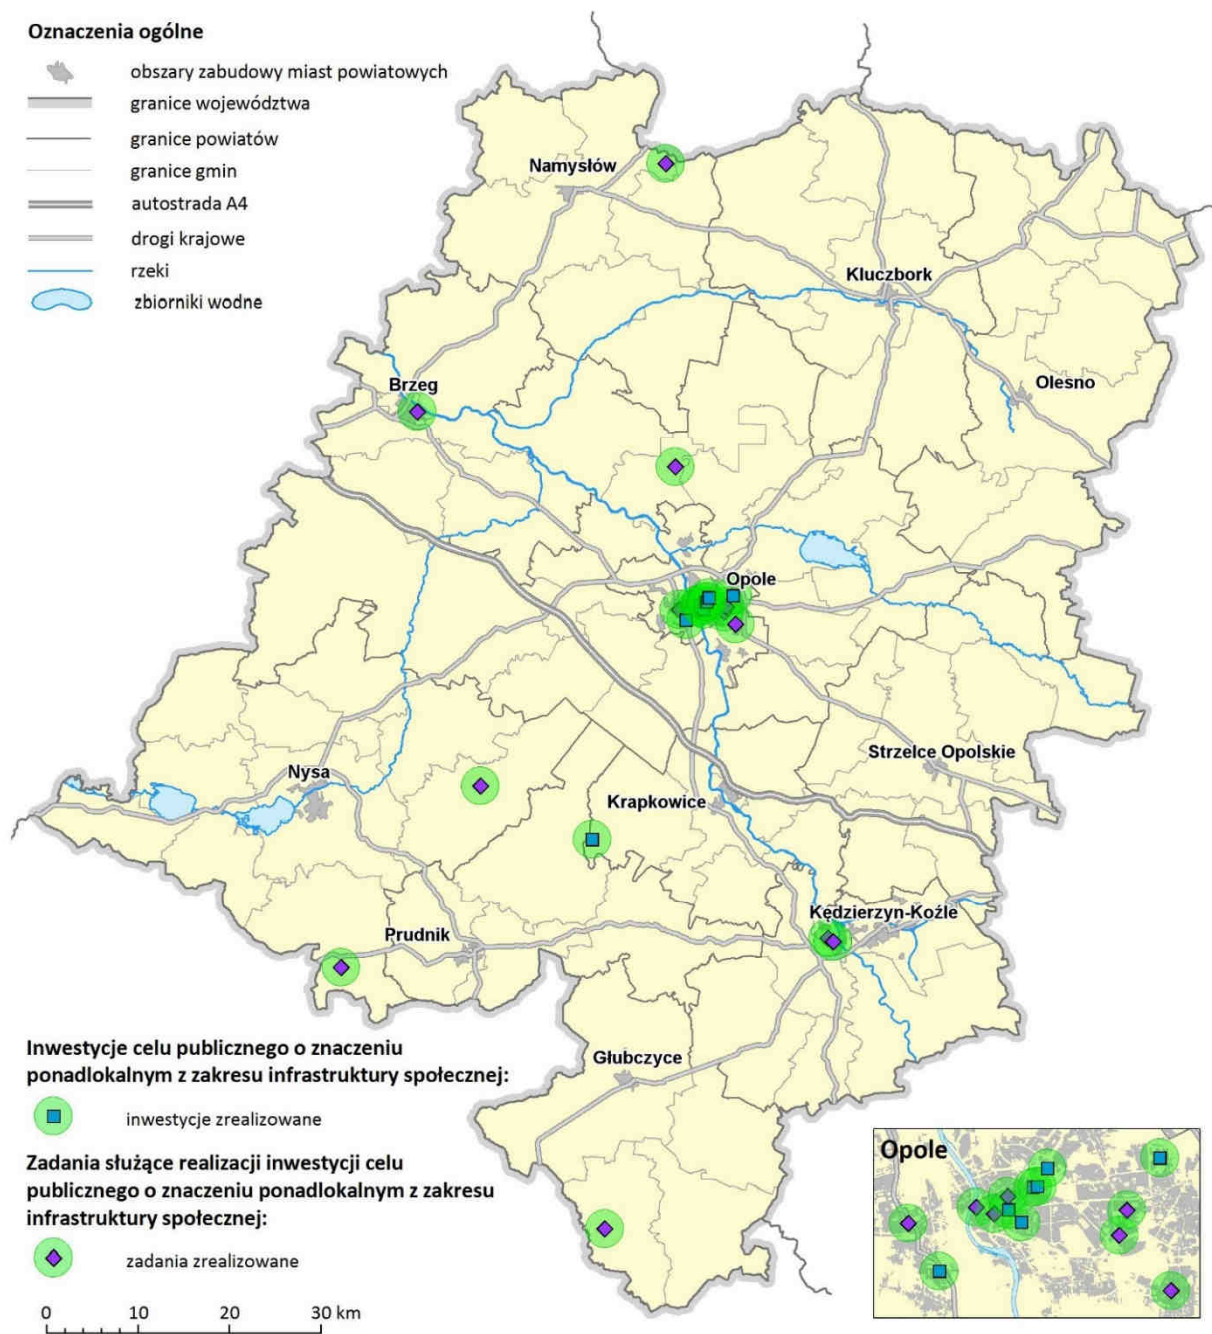 Oznaczenia ogólne
obszary zabudowy miast powiatowych
granice województwa
granice powiatów
granice gmin
autostrada A4
drogi krajowe
rzeki
zbiorniki wodne
Namysłów
Kluczbork
Olesno
Brzeg
Opole
Strzelce Opolskie
Nysa
Krapkowice
Kędzierzyn-Koźle
Prudnik
Głubczyce
Inwestycje celu publicznego o znaczeniu
ponadlokalnym z zakresu infrastruktury społecznej:
inwestycje zrealizowane
Zadania służące realizacji inwestycji celu
publicznego o znaczeniu ponadlokalnym z zakresu
infrastruktury społecznej:
zadania zrealizowane
0 10 20 30 km
Opole